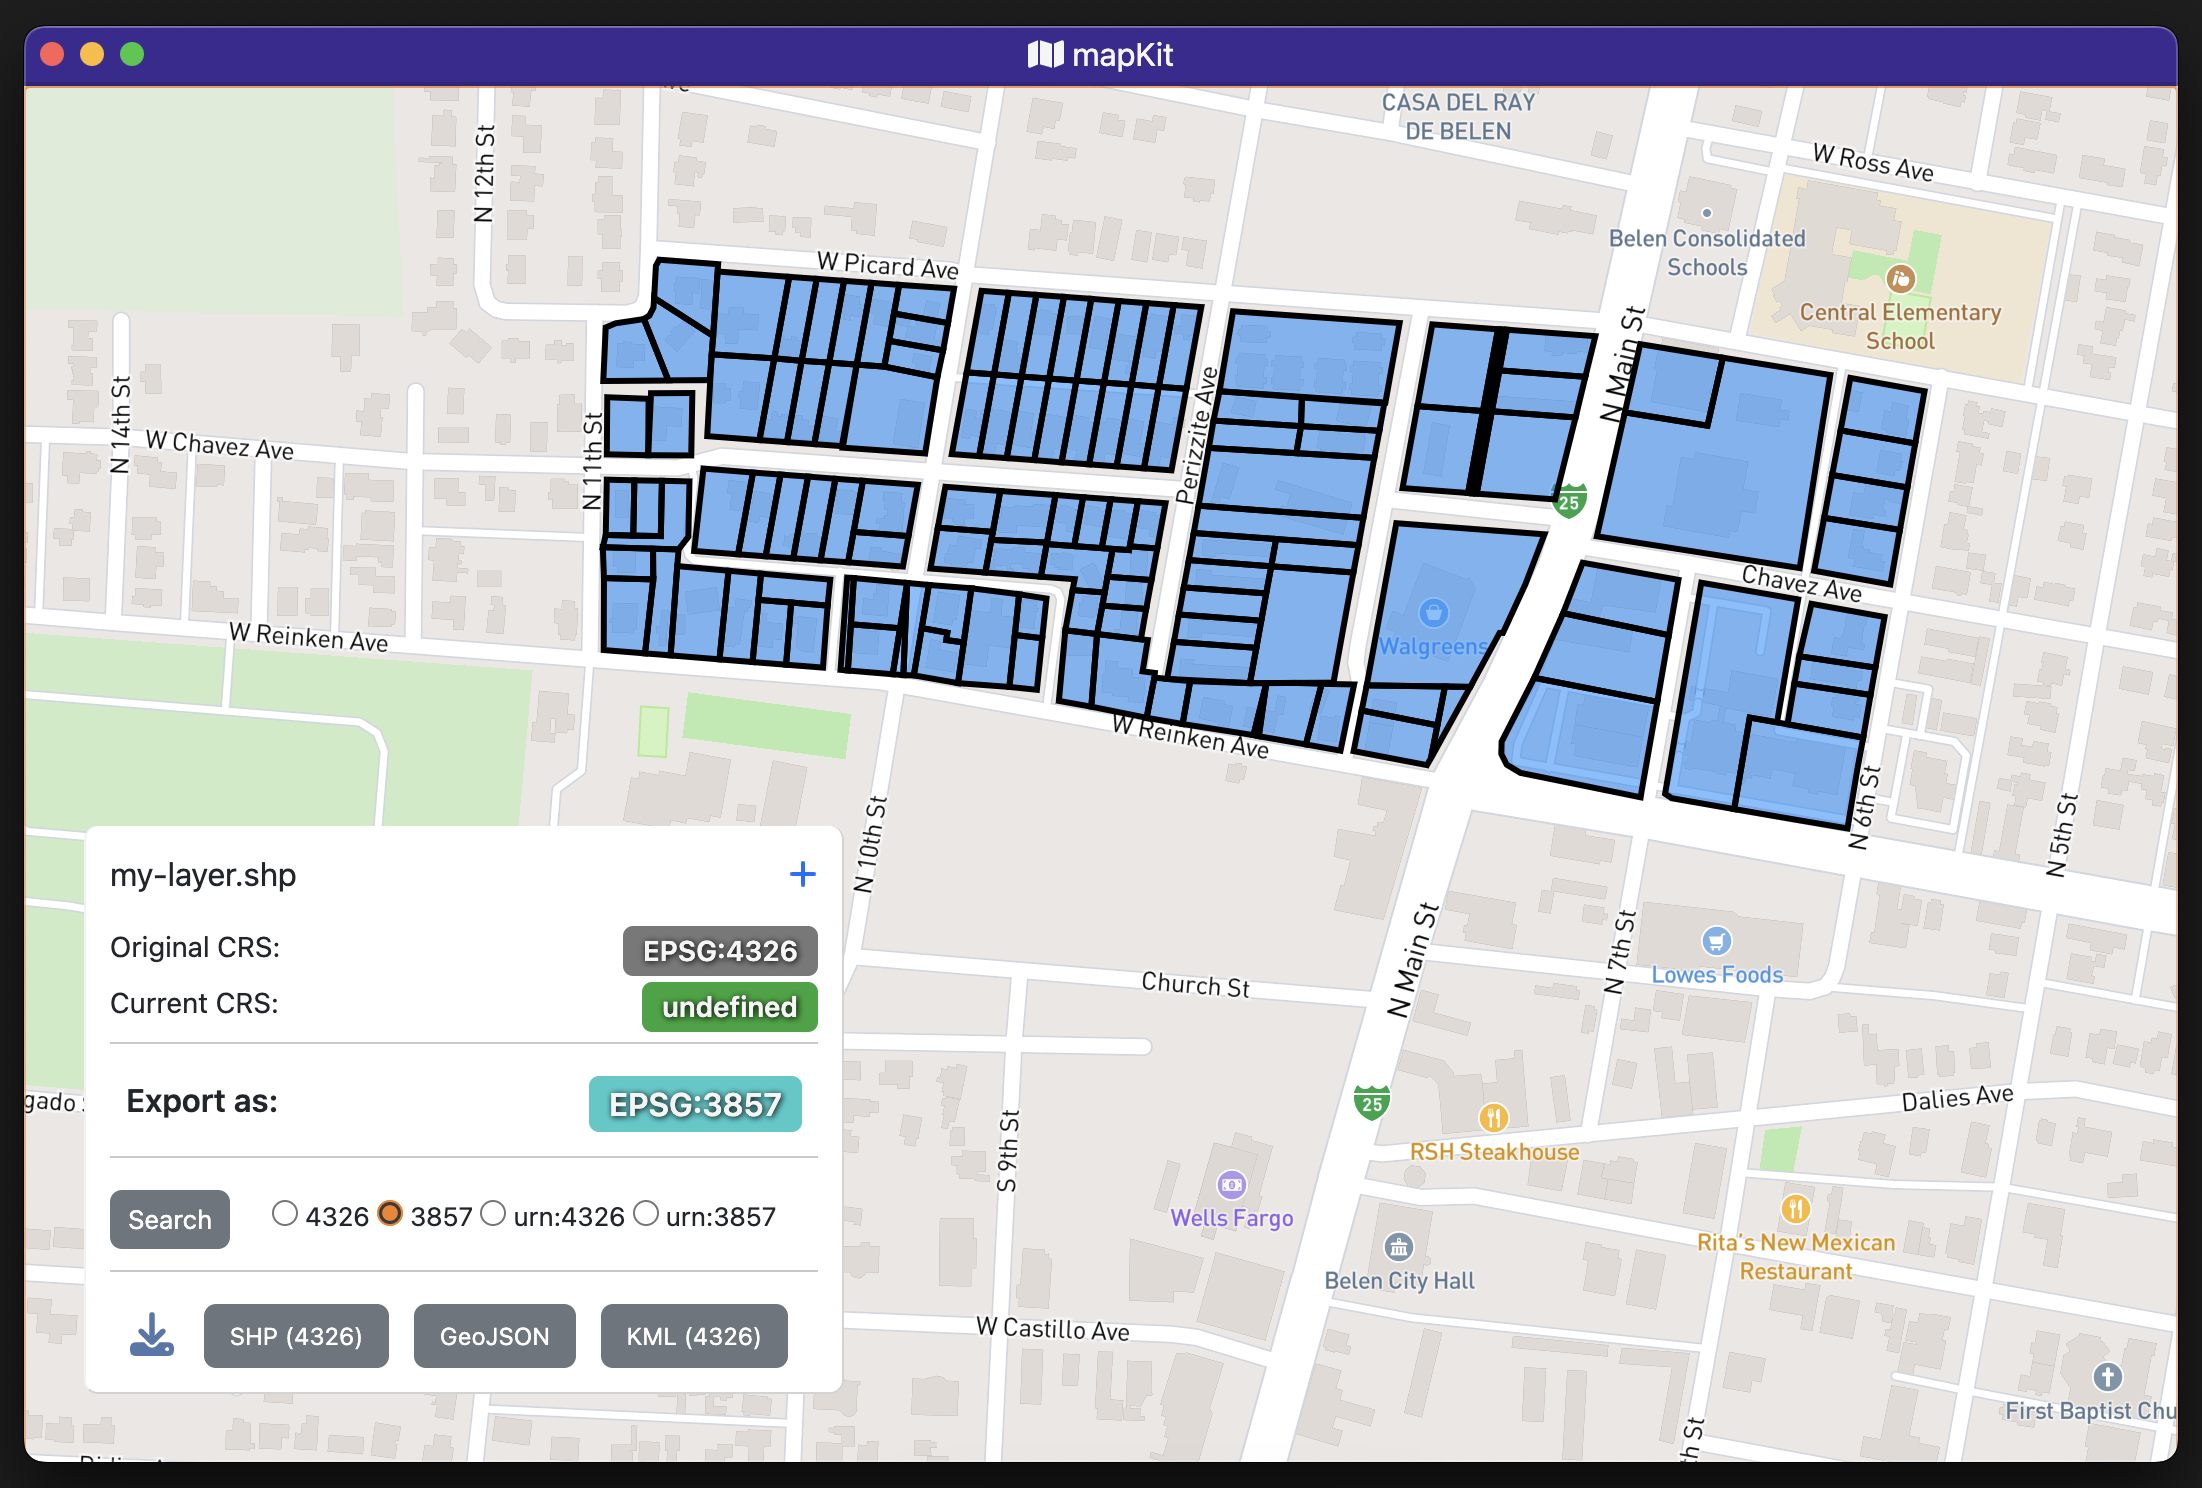 mapKit
CASA DEL RAY
DE BELEN
W Ross Ave
N 12th St
Belen Consolidated
Schools
W Picard Ave
Central Elementary
School
N Main St
Perizzite Ave
N 14th St
W Chavez Ave
N 11th St
25
Chavez Ave
W Reinken Ave
Walgreens
W Reinken Ave
N 10th St
N 6th St
N 5th St
my-layer.shp
+
Original CRS:
EPSG:4326
Current CRS:
undefined
Export as:
EPSG:3857
Search
4326
3857
urn:4326
urn:3857
SHP (4326)
GeoJSON
KML (4326)
N Main St
N 7th St
Lowes Foods
Church St
25
Dalies Ave
gado
S 9th St
RSH Steakhouse
Wells Fargo
Rita's New Mexican
Restaurant
Belen City Hall
W Castillo Ave
First Baptist Chu
th St